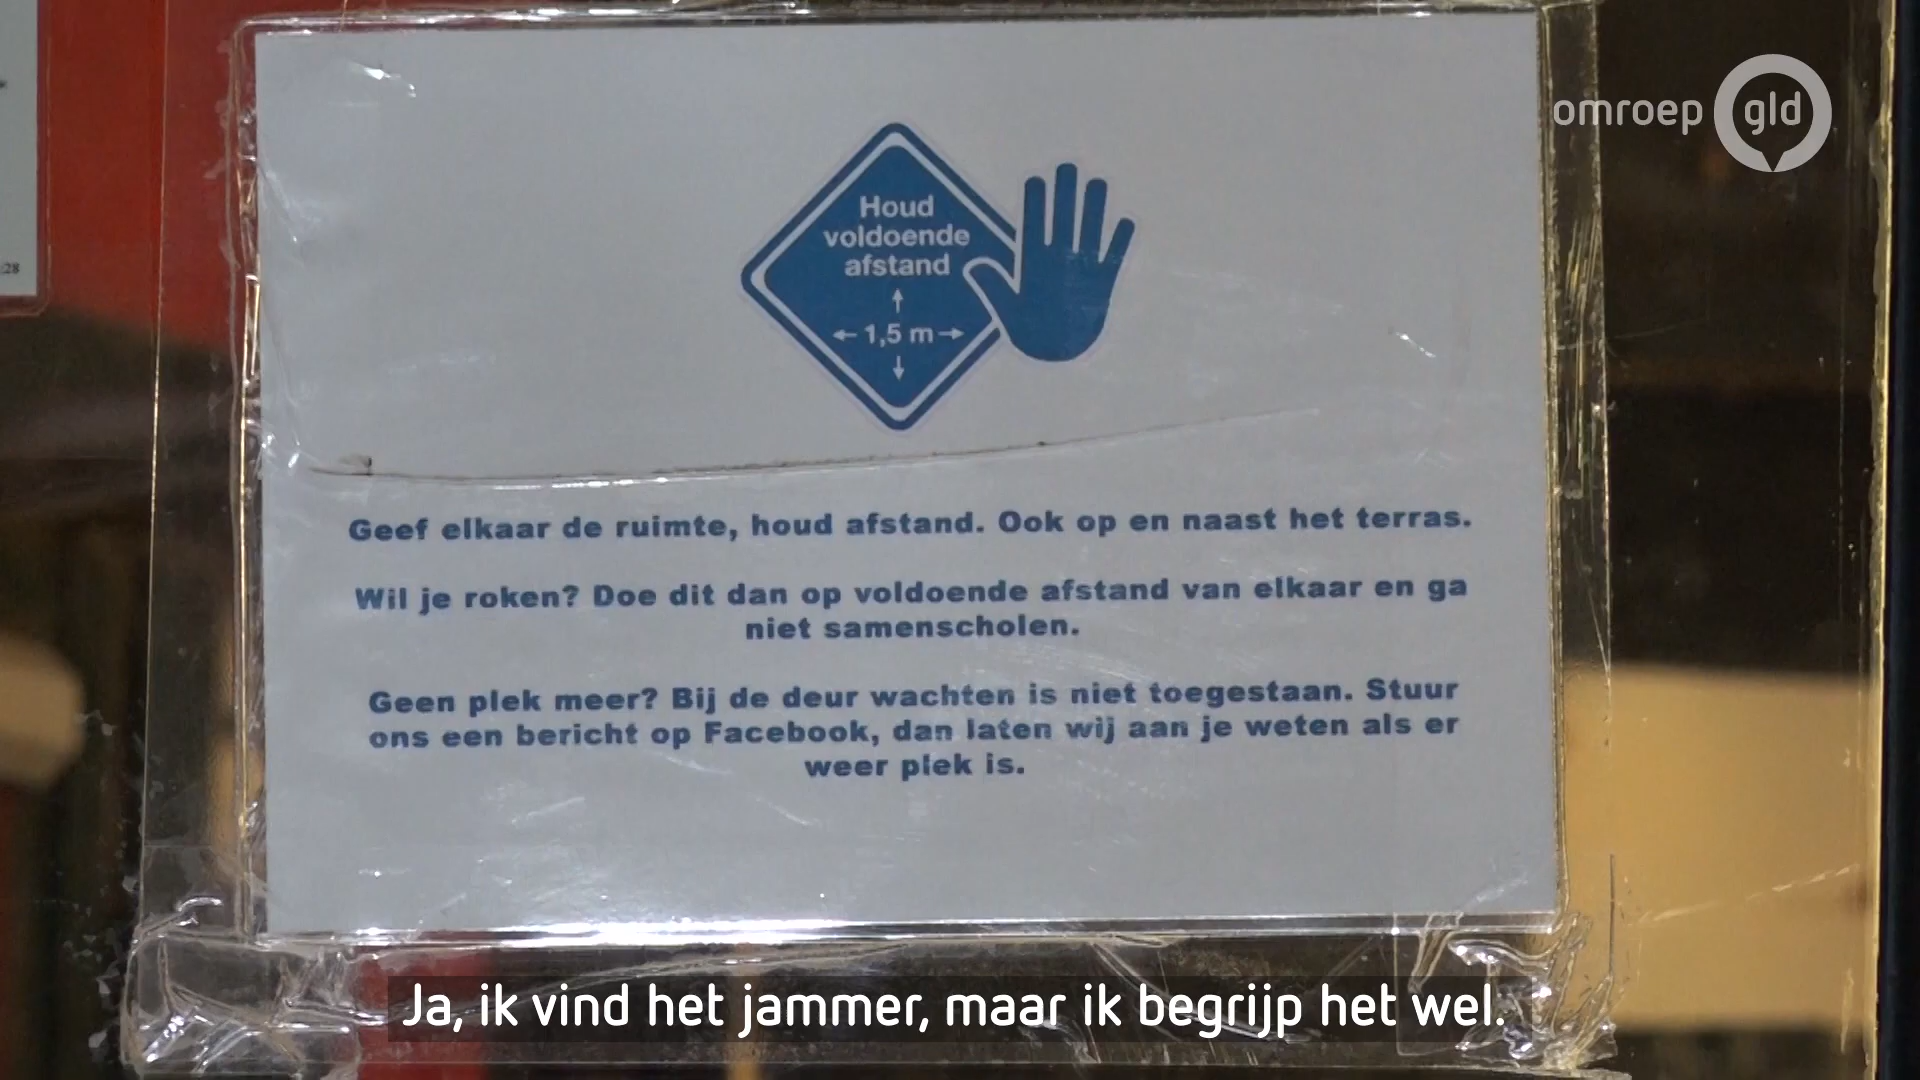 omroep gld
:28
Houd
voldoende
afstand
1,5 m
Geef elkaar de ruimte, houd afstand. Ook op en naast het terras.
Wil je roken? Doe dit dan op voldoende afstand van elkaar en ga
niet samenscholen.
Geen plek meer? Bij de deur wachten is niet toegestaan. Stuur
ons een bericht op Facebook, dan laten wij aan je weten als er
weer plek is.
Ja, ik vind het jammer, maar ik begrijp het wel.